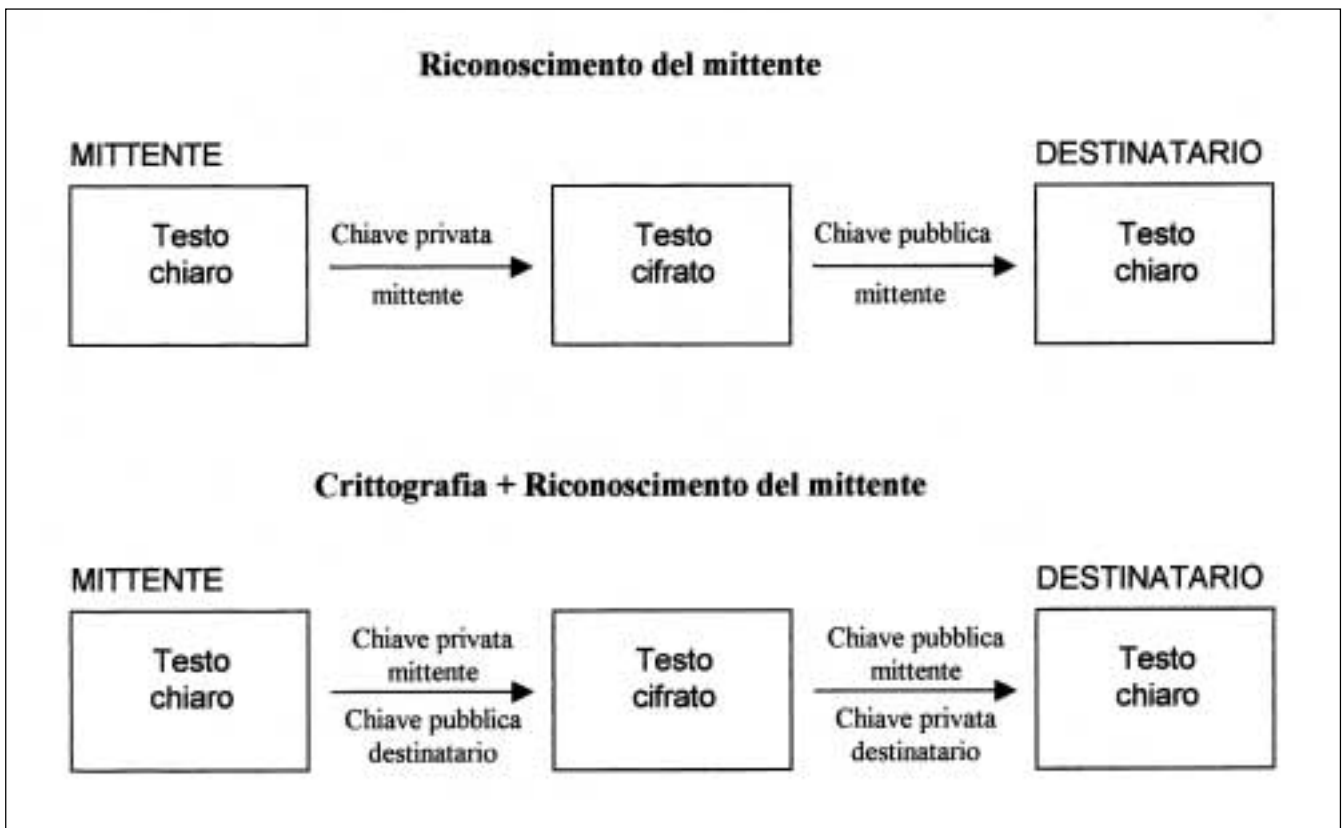 Riconoscimento del mittente
MITTENTE
DESTINATARIO
Testo
chiaro
Chiave privata
mittente
Testo
cifrato
Chiave pubblica
mittente
Testo
chiaro
Crittografia + Riconoscimento del mittente
MITTENTE
DESTINATARIO
Testo
chiaro
Chiave privata
mittente
Chiave pubblica
destinatario
Testo
cifrato
Chiave pubblica
mittente
Chiave privata
destinatario
Testo
chiaro